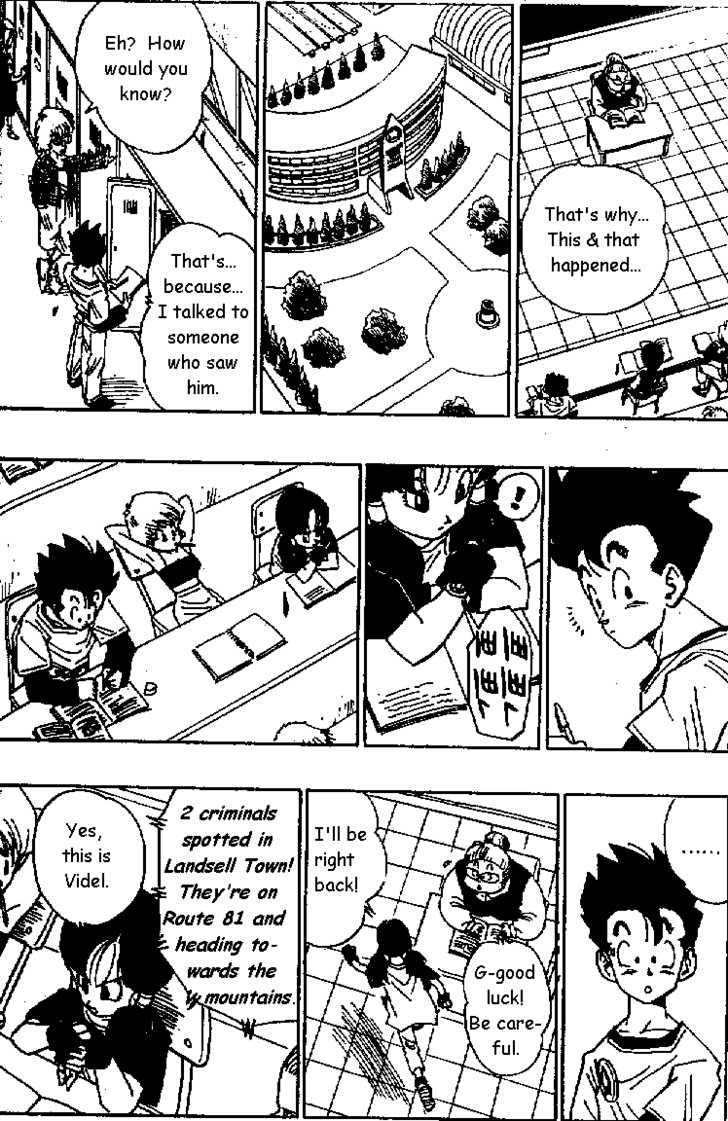 Eh? How
would you
know?
That's...
because...
I talked to
someone
who saw
him.
That's why...
This & that
happened...
!
Yes,
this is
Videl.
2 criminals
spotted in
Landsell Town!
They're on
Route 81 and
heading to-
wards the
mountains.
I'll be
right
back!
G-good
luck!
Be care-
ful.
......